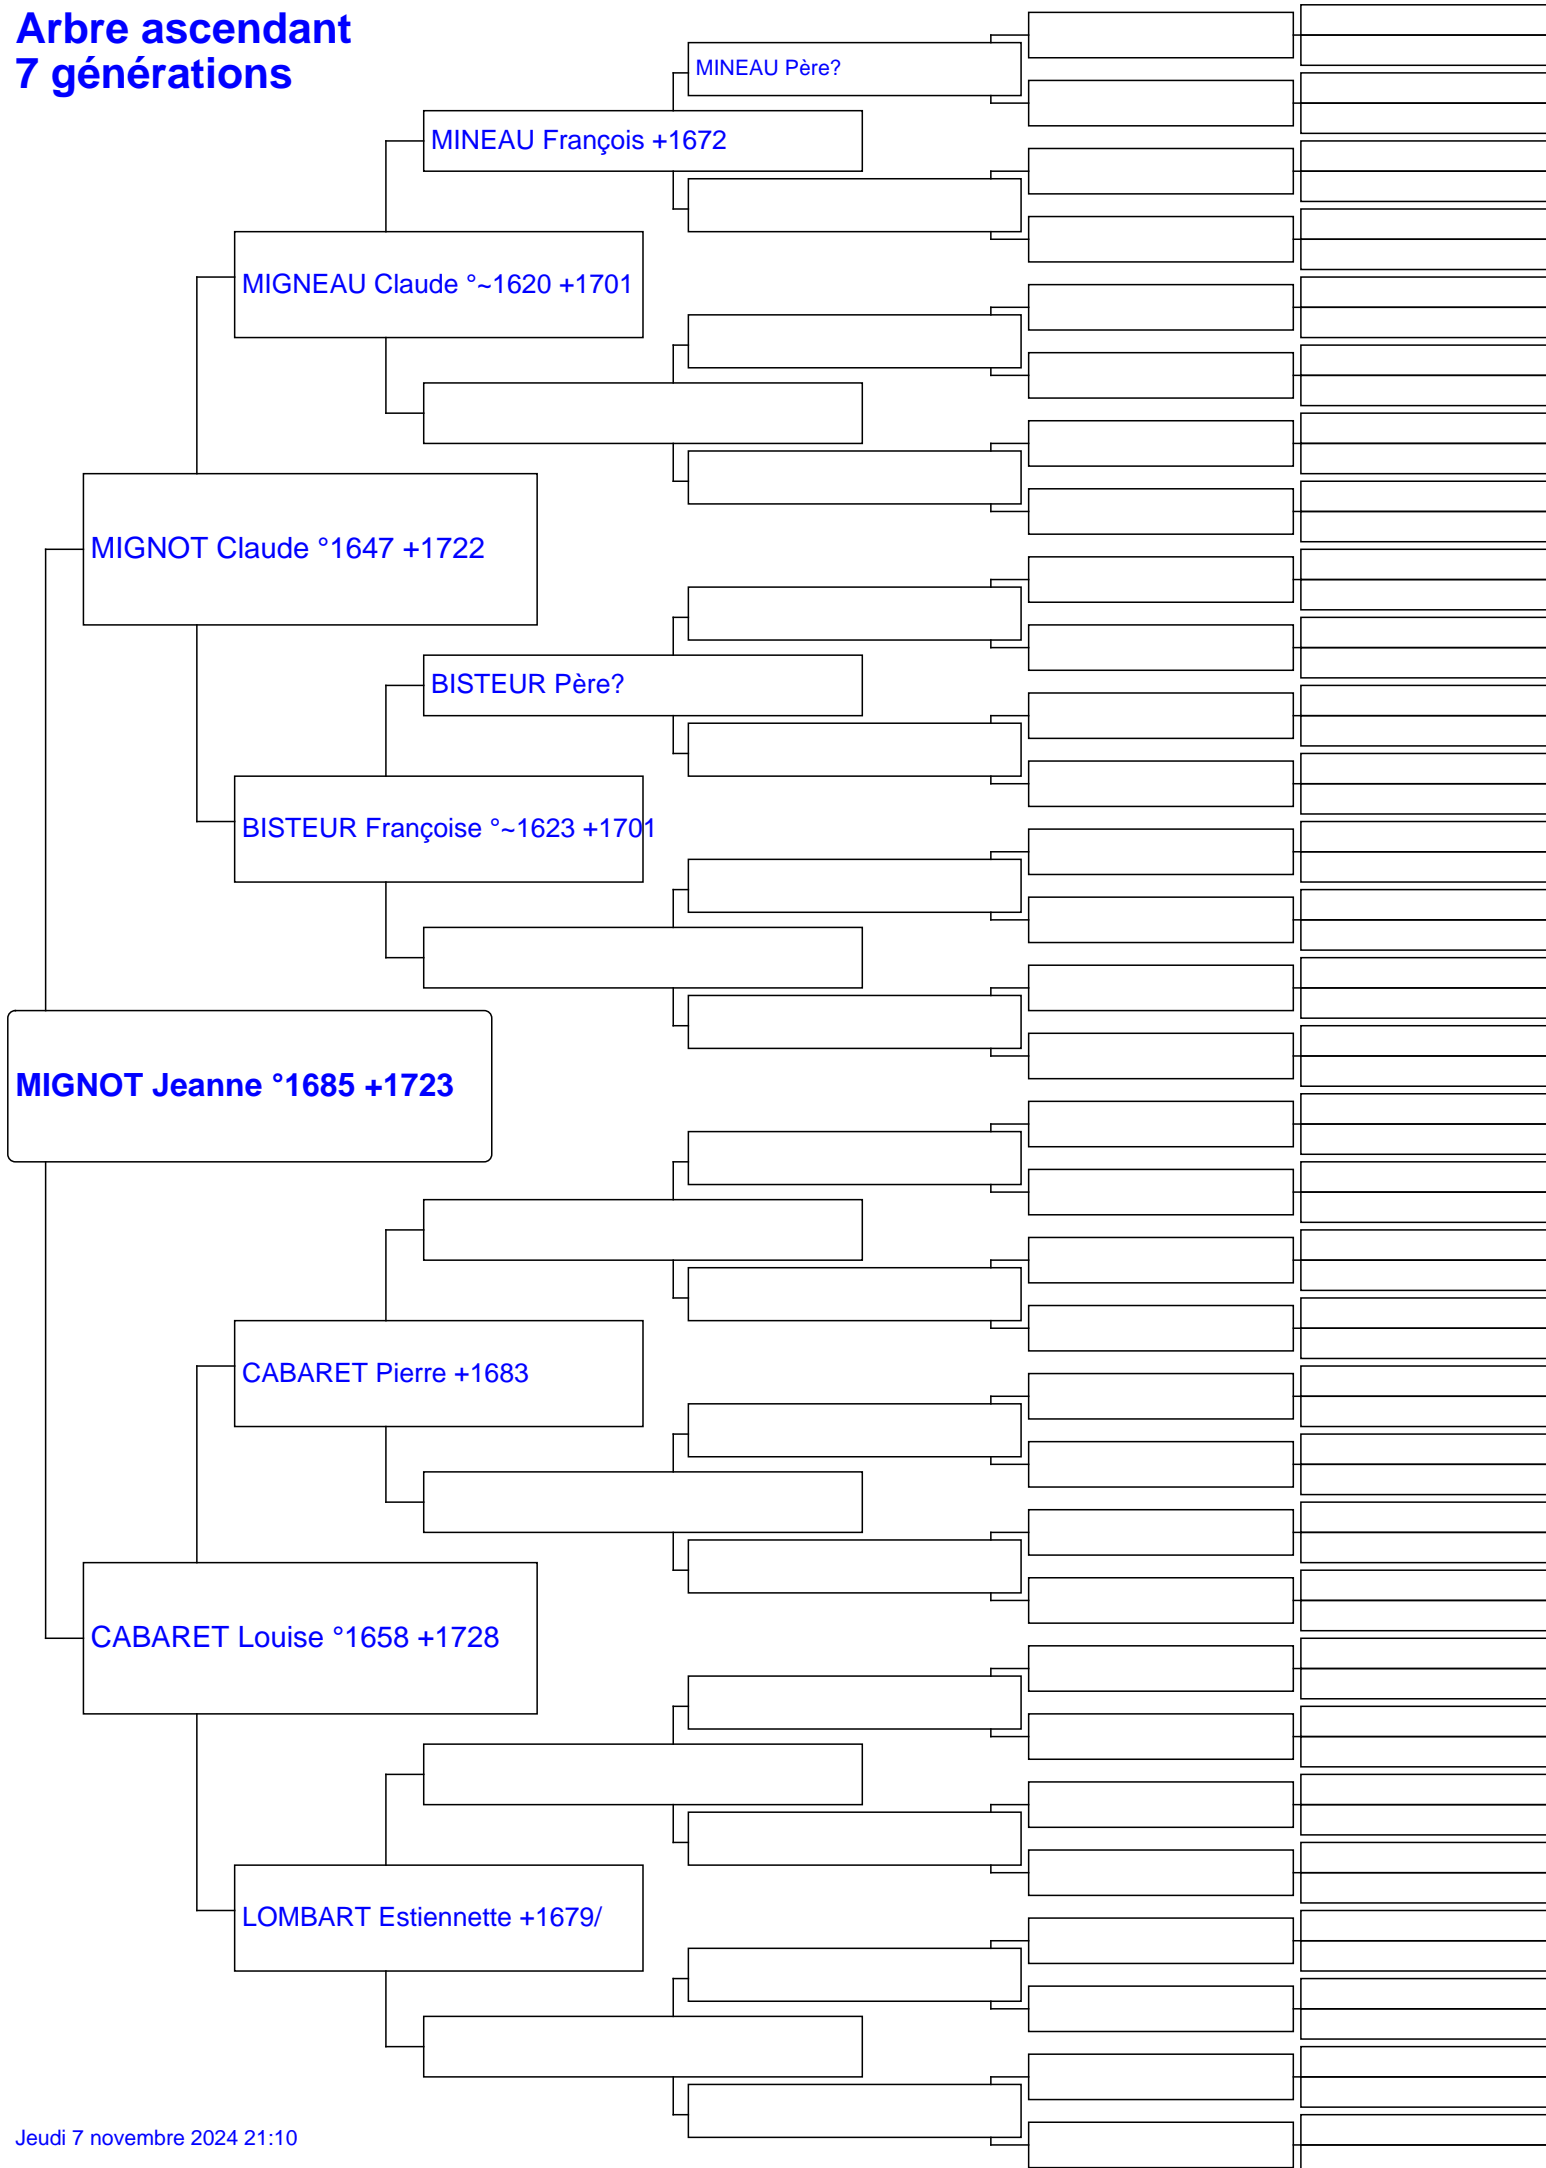 Arbre ascendant
7 générations
MINEAU Père?
MINEAU François +1672
MIGNEAU Claude °~1620 +1701
MIGNOT Claude °1647 +1722
BISTEUR Père?
BISTEUR Françoise °~1623 +1701
MIGNOT Jeanne °1685 +1723
CABARET Pierre +1683
CABARET Louise °1658 +1728
LOMBART Estiennette +1679/
Jeudi 7 novembre 2024 21:10